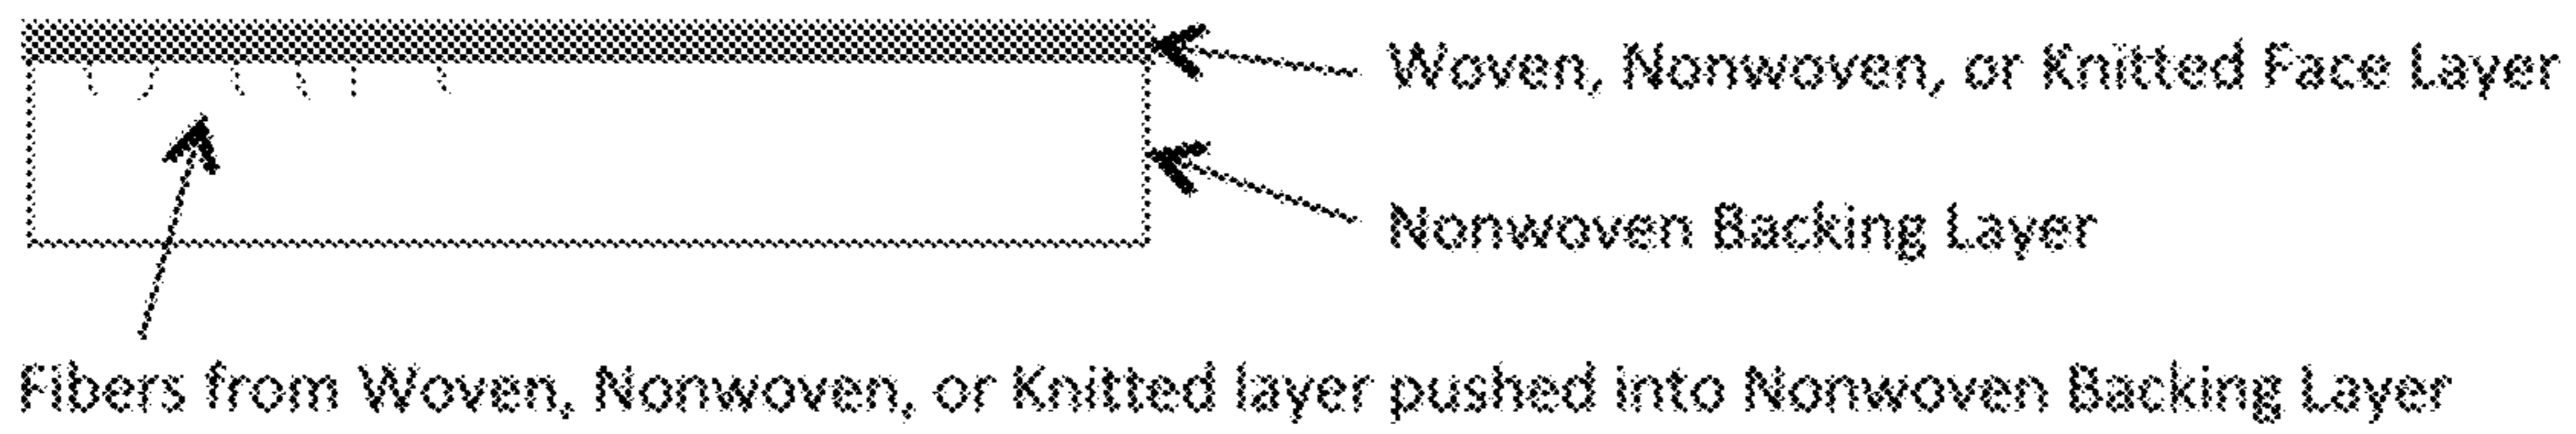 Woven, Nonwoven, or Knitted Face Layer
Nonwoven Backing Layer
Fibers from Woven, Nonwoven, or Knitted layer pushed into Nonwoven Backing Layer